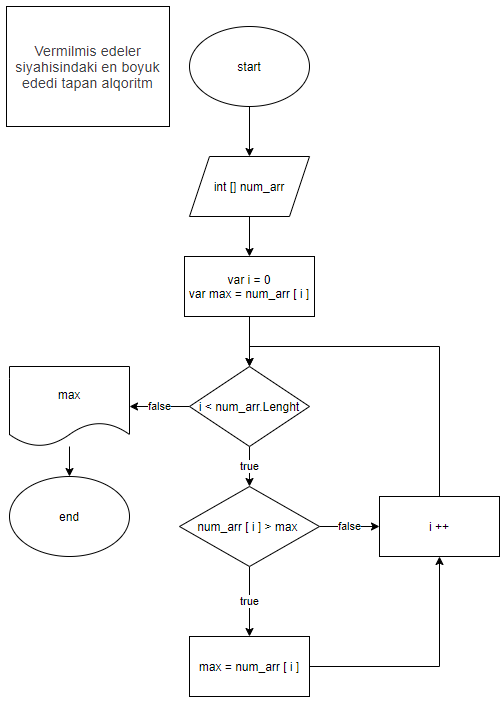 Vermilmis edeler
siyahisindaki en boyuk
ededi tapan alqoritm
start
int [] num_arr
var i = 0
var max = num_arr [ i ]
i < num_arr.Lenght
false
max
end
true
num_arr [ i ] > max
false
i ++
true
max = num_arr [ i ]